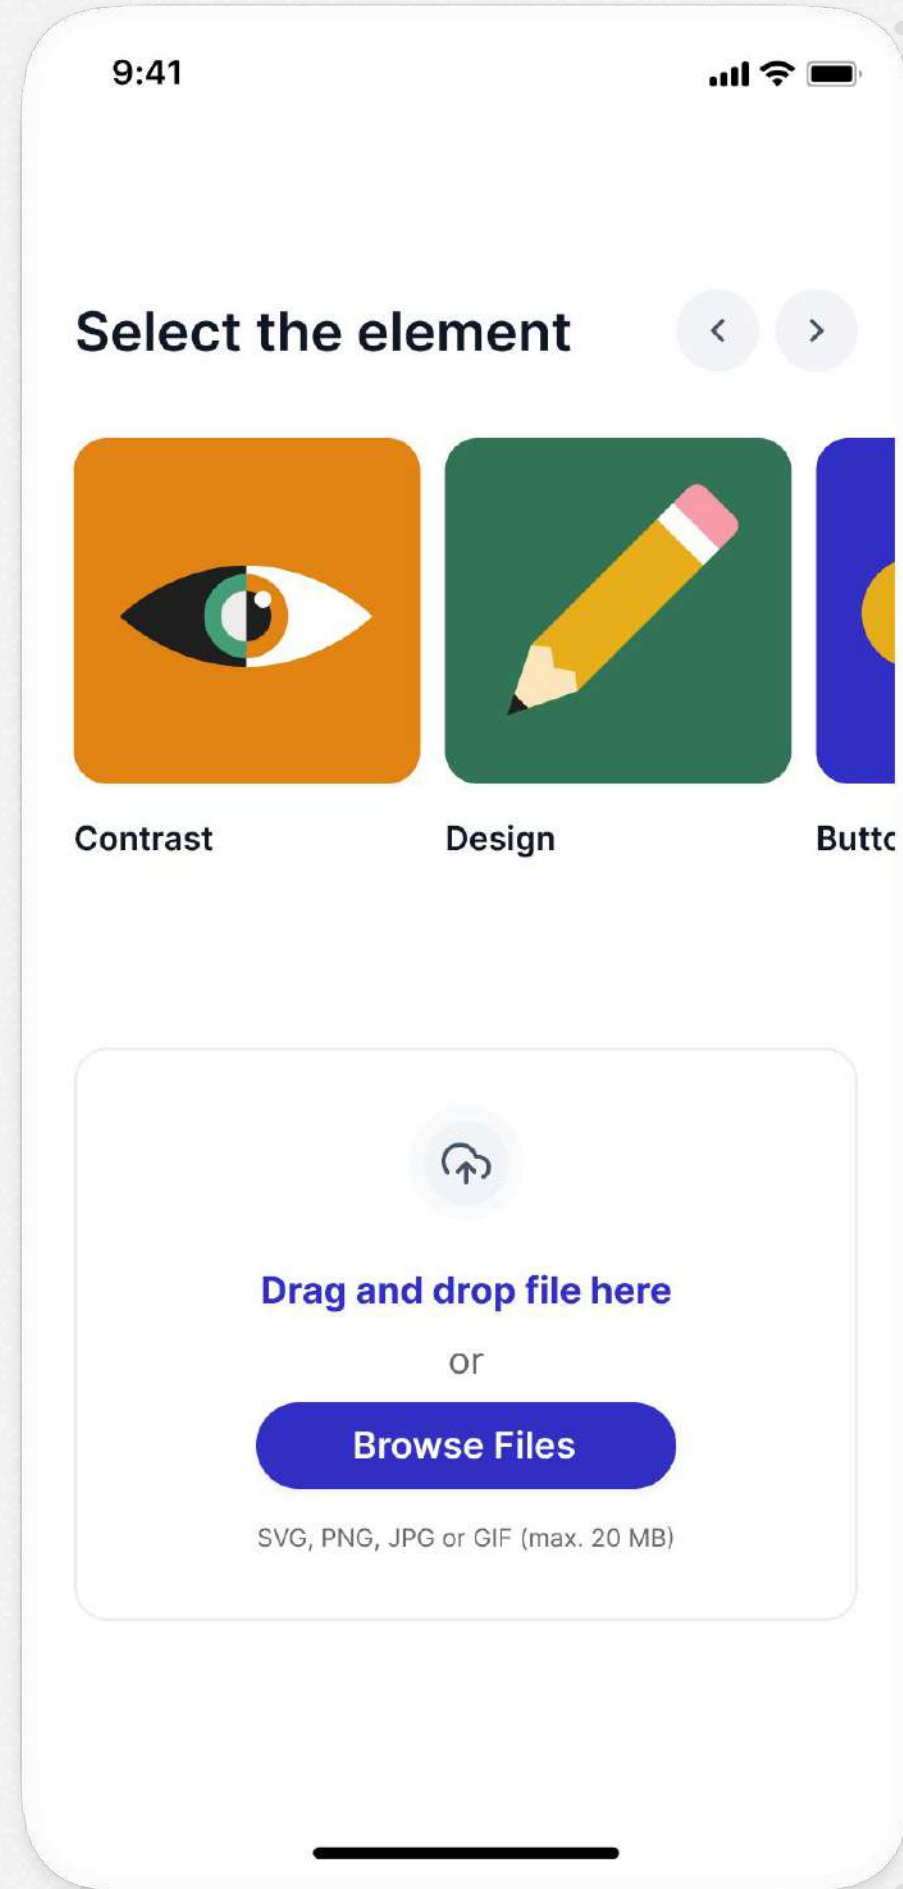 9:41
Select the element
Contrast
Design
Butto
Drag and drop file here
or
Browse Files
SVG, PNG, JPG or GIF (max. 20 MB)